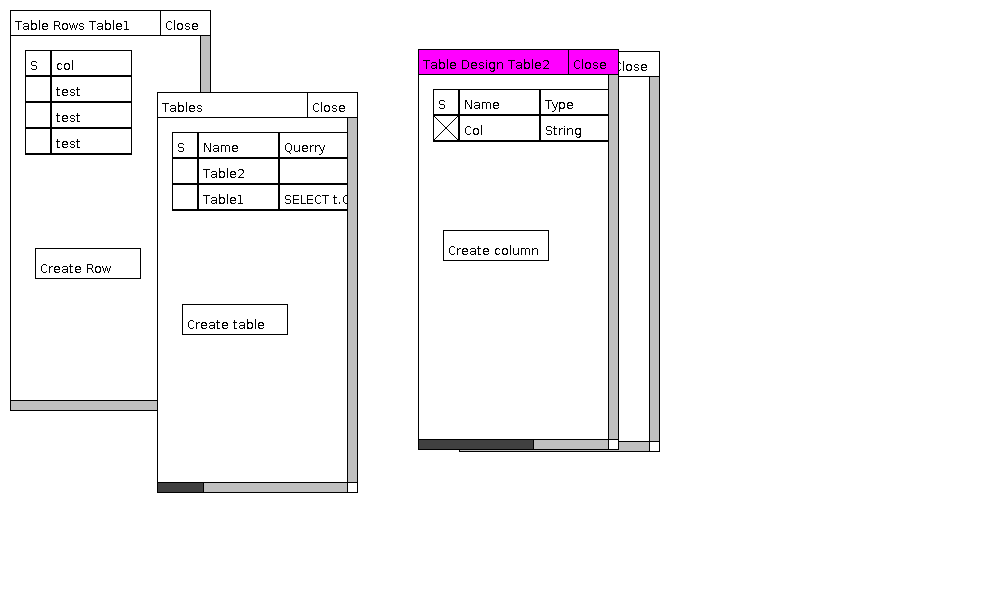 Table Rows Table1 Close
S col
test
test
test
Create Row
Tables Close
S Name Querry
Table2
Table1 SELECT t.
Create table
Table Design Table2 Close
S Name Type
Col String
Create column
Close